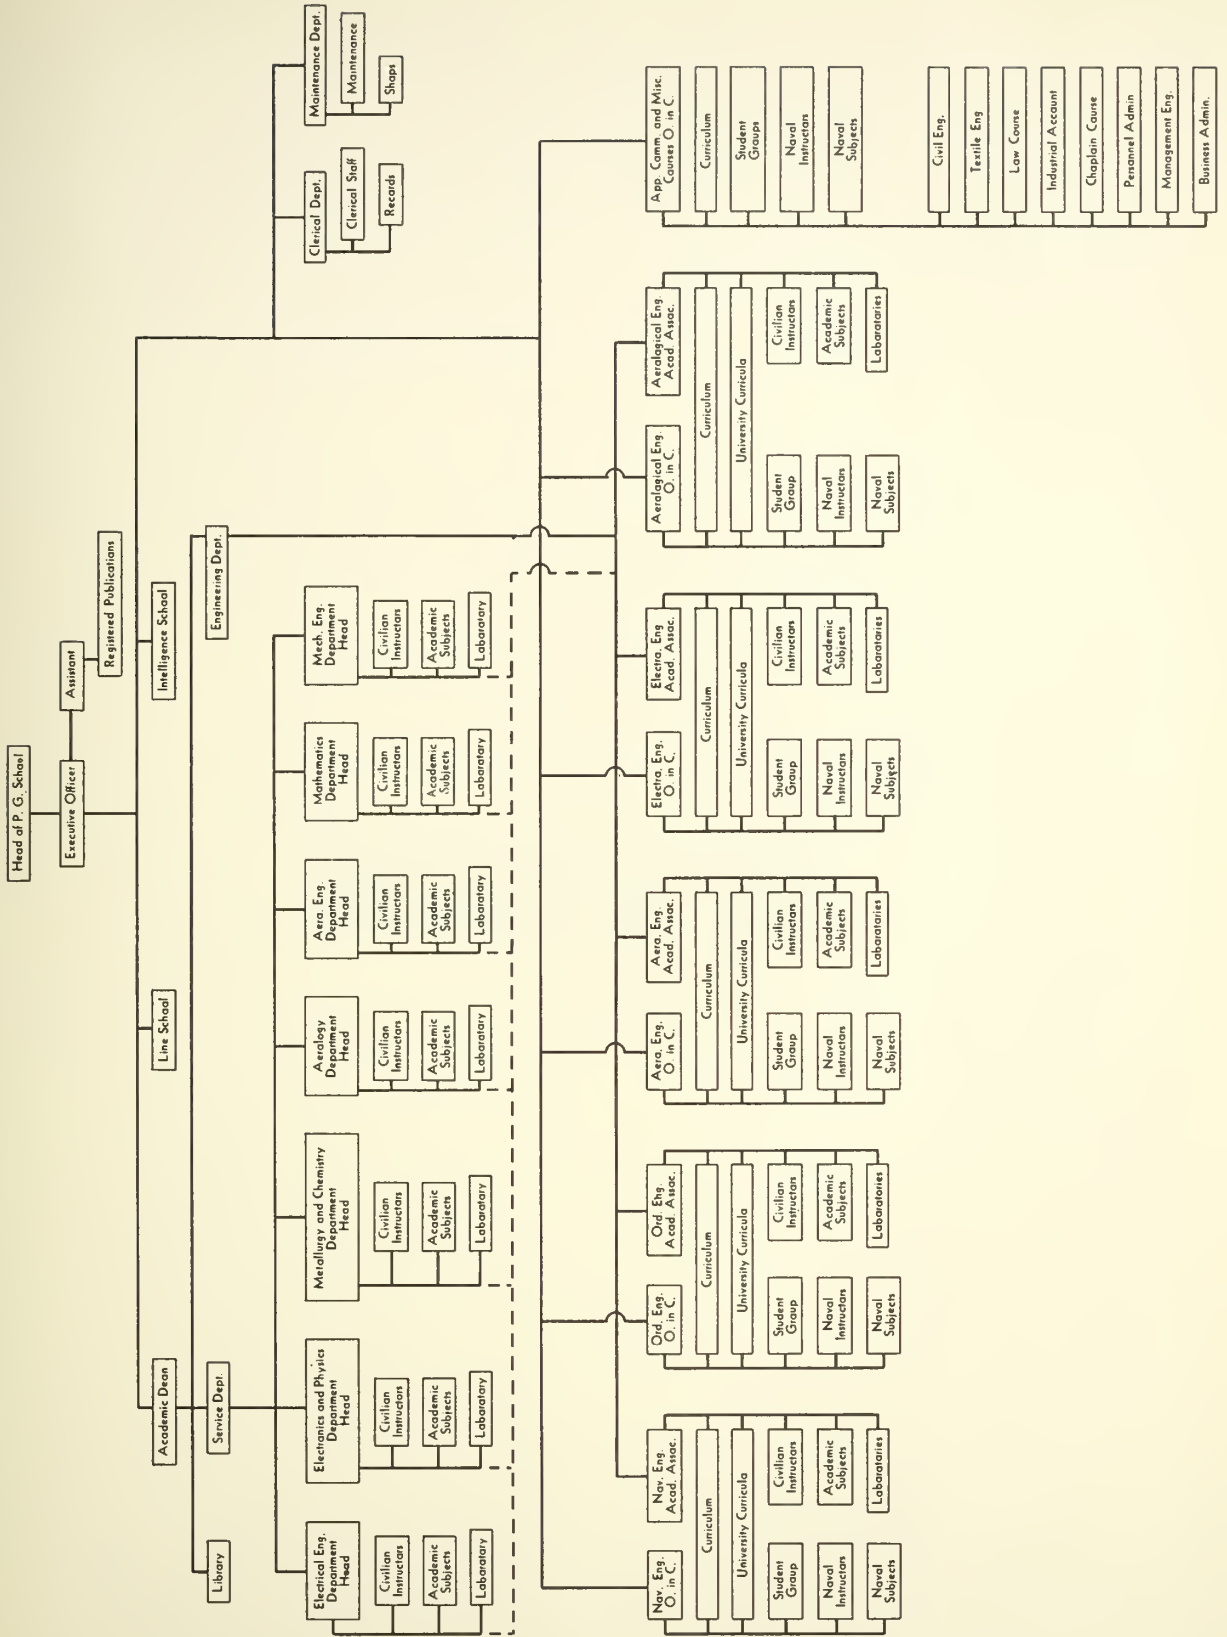 Head of P. G. School
Executive Officer
Assistant
Registered Publications
Academic Dean
Line School
Intelligence School
Library
Service Dept.
Engineering Dept.
Electrical Eng.
Department
Head
Civilian
Instructors
Academic
Subjects
Laboratory
Electronics and Physics
Department
Head
Civilian
Instructors
Academic
Subjects
Laboratory
Metallurgy and Chemistry
Department
Head
Civilian
Instructors
Academic
Subjects
Laboratory
Aerology
Department
Head
Civilian
Instructors
Academic
Subjects
Laboratory
Aero. Eng.
Department
Head
Civilian
Instructors
Academic
Subjects
Laboratory
Mathematics
Department
Head
Civilian
Instructors
Academic
Subjects
Laboratory
Mech. Eng.
Department
Head
Civilian
Instructors
Academic
Subjects
Laboratory
Clerical Dept.
Clerical Staff
Records
Maintenance Dept.
Maintenance
Shops
Nav. Eng.
O. in C.
Nav. Eng.
Acad. Assoc.
Curriculum
University Curricula
Student
Group
Civilian
Instructors
Naval
Instructors
Academic
Subjects
Naval
Subjects
Laboratories
Ord. Eng.
O. in C.
Ord. Eng.
Acad. Assoc.
Curriculum
University Curricula
Student
Group
Civilian
Instructors
Naval
Instructors
Academic
Subjects
Naval
Subjects
Laboratories
Aero. Eng.
O. in C.
Aero. Eng.
Acad. Assoc.
Curriculum
University Curricula
Student
Group
Civilian
Instructors
Naval
Instructors
Academic
Subjects
Naval
Subjects
Laboratories
Electro. Eng.
O. in C.
Electro. Eng
Acad. Assoc.
Curriculum
University Curricula
Student
Group
Civilian
Instructors
Naval
Instructors
Academic
Subjects
Naval
Subjects
Laboratories
Aerological Eng.
O. in C.
Aerological Eng.
Acad. Assoc.
Curriculum
University Curricula
Student
Group
Civilian
Instructors
Naval
Instructors
Academic
Subjects
Naval
Subjects
Laboratories
App. Comm. and Misc.
Courses O. in C.
Curriculum
Student
Groups
Naval
Instructors
Naval
Subjects
Civil Eng.
Textile Eng
Law Course
Industrial Account
Chaplain Course
Personnel Admin
Management Eng.
Business Admin.